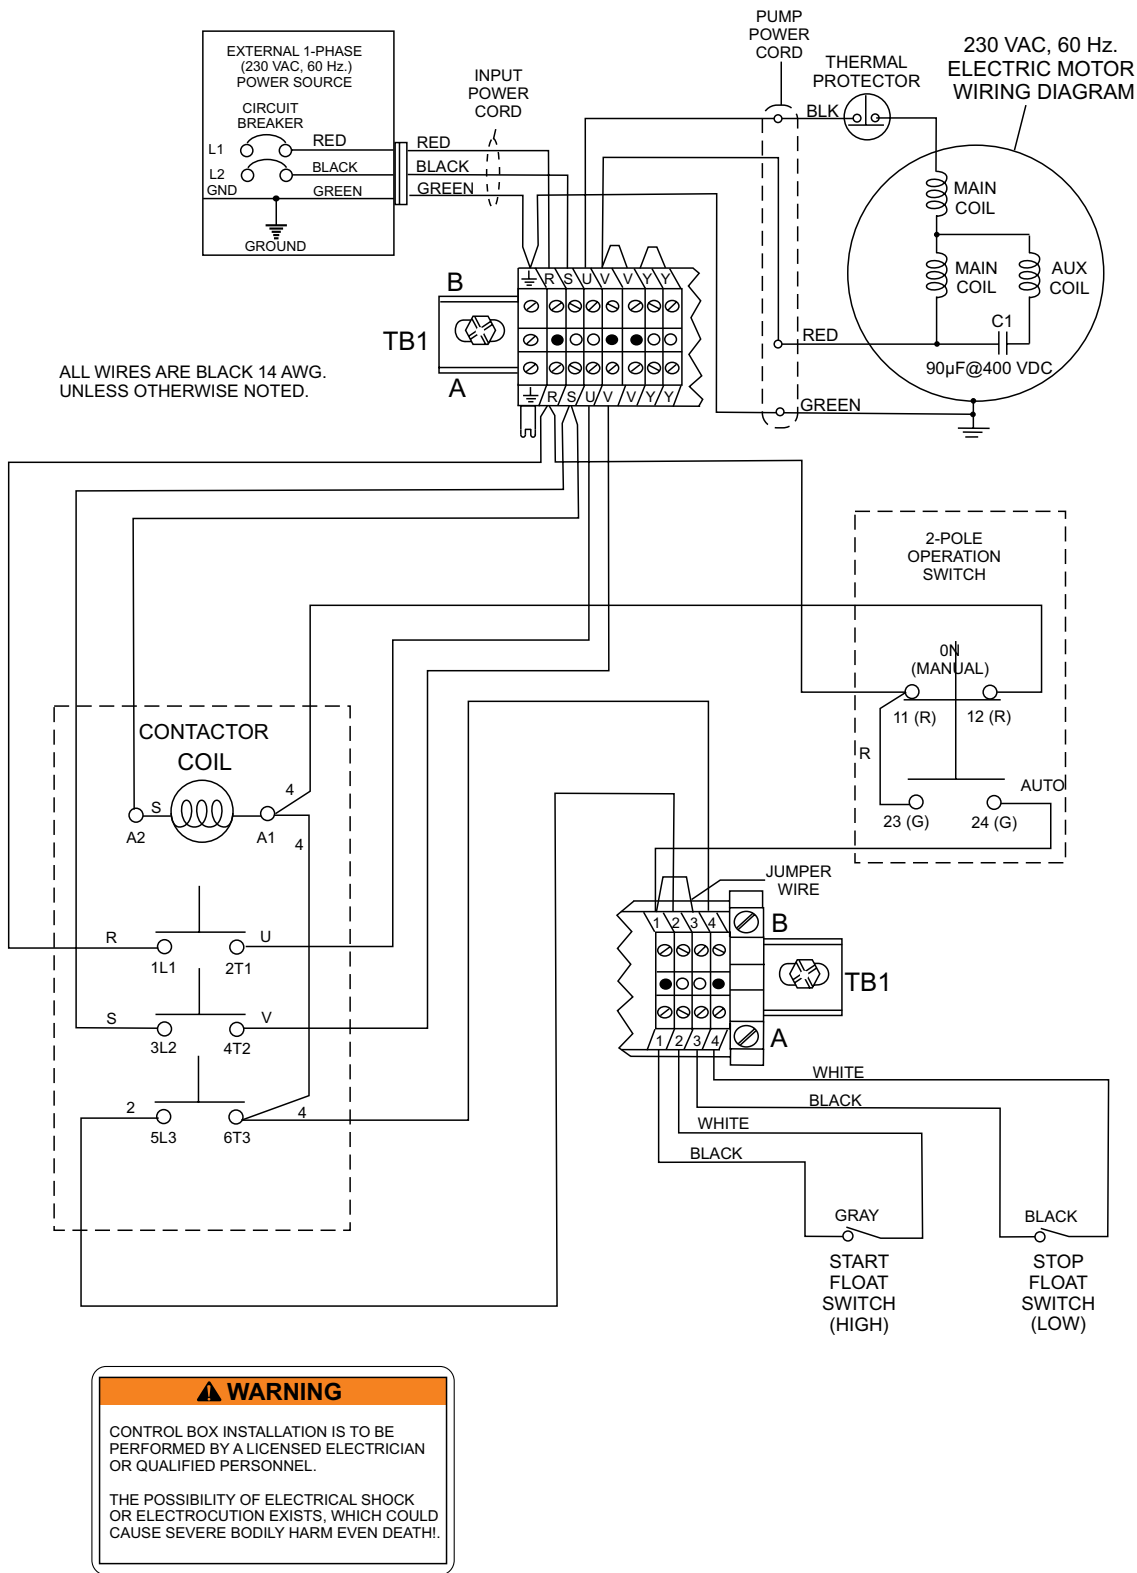 PUMP
POWER
CORD
230 VAC, 60 Hz.
ELECTRIC MOTOR
WIRING DIAGRAM
EXTERNAL 1-PHASE
(230 VAC, 60 Hz.)
POWER SOURCE
INPUT
POWER
CORD
THERMAL
PROTECTOR
CIRCUIT
BREAKER
BLK
L1
RED
RED
L2
BLACK
BLACK
GND
GREEN
GREEN
GROUND
MAIN
COIL
MAIN
COIL
AUX
COIL
C1
90µF@400 VDC
RED
GREEN
B
R S U V V Y Y
TB1
A
R S U V V Y Y
ALL WIRES ARE BLACK 14 AWG.
UNLESS OTHERWISE NOTED.
2-POLE
OPERATION
SWITCH
0N
(MANUAL)
11 (R)
12 (R)
R
AUTO
23 (G)
24 (G)
CONTACTOR
COIL
4
S
A2
A1
4
R
U
1L1
2T1
S
V
3L2
4T2
2
4
5L3
6T3
JUMPER
WIRE
1 2 3 4
B
TB1
1 2 3 4
A
WHITE
BLACK
WHITE
BLACK
GRAY
START
FLOAT
SWITCH
(HIGH)
BLACK
STOP
FLOAT
SWITCH
(LOW)
WARNING
CONTROL BOX INSTALLATION IS TO BE
PERFORMED BY A LICENSED ELECTRICIAN
OR QUALIFIED PERSONNEL.
THE POSSIBILITY OF ELECTRICAL SHOCK
OR ELECTROCUTION EXISTS, WHICH COULD
CAUSE SEVERE BODILY HARM EVEN DEATH!.